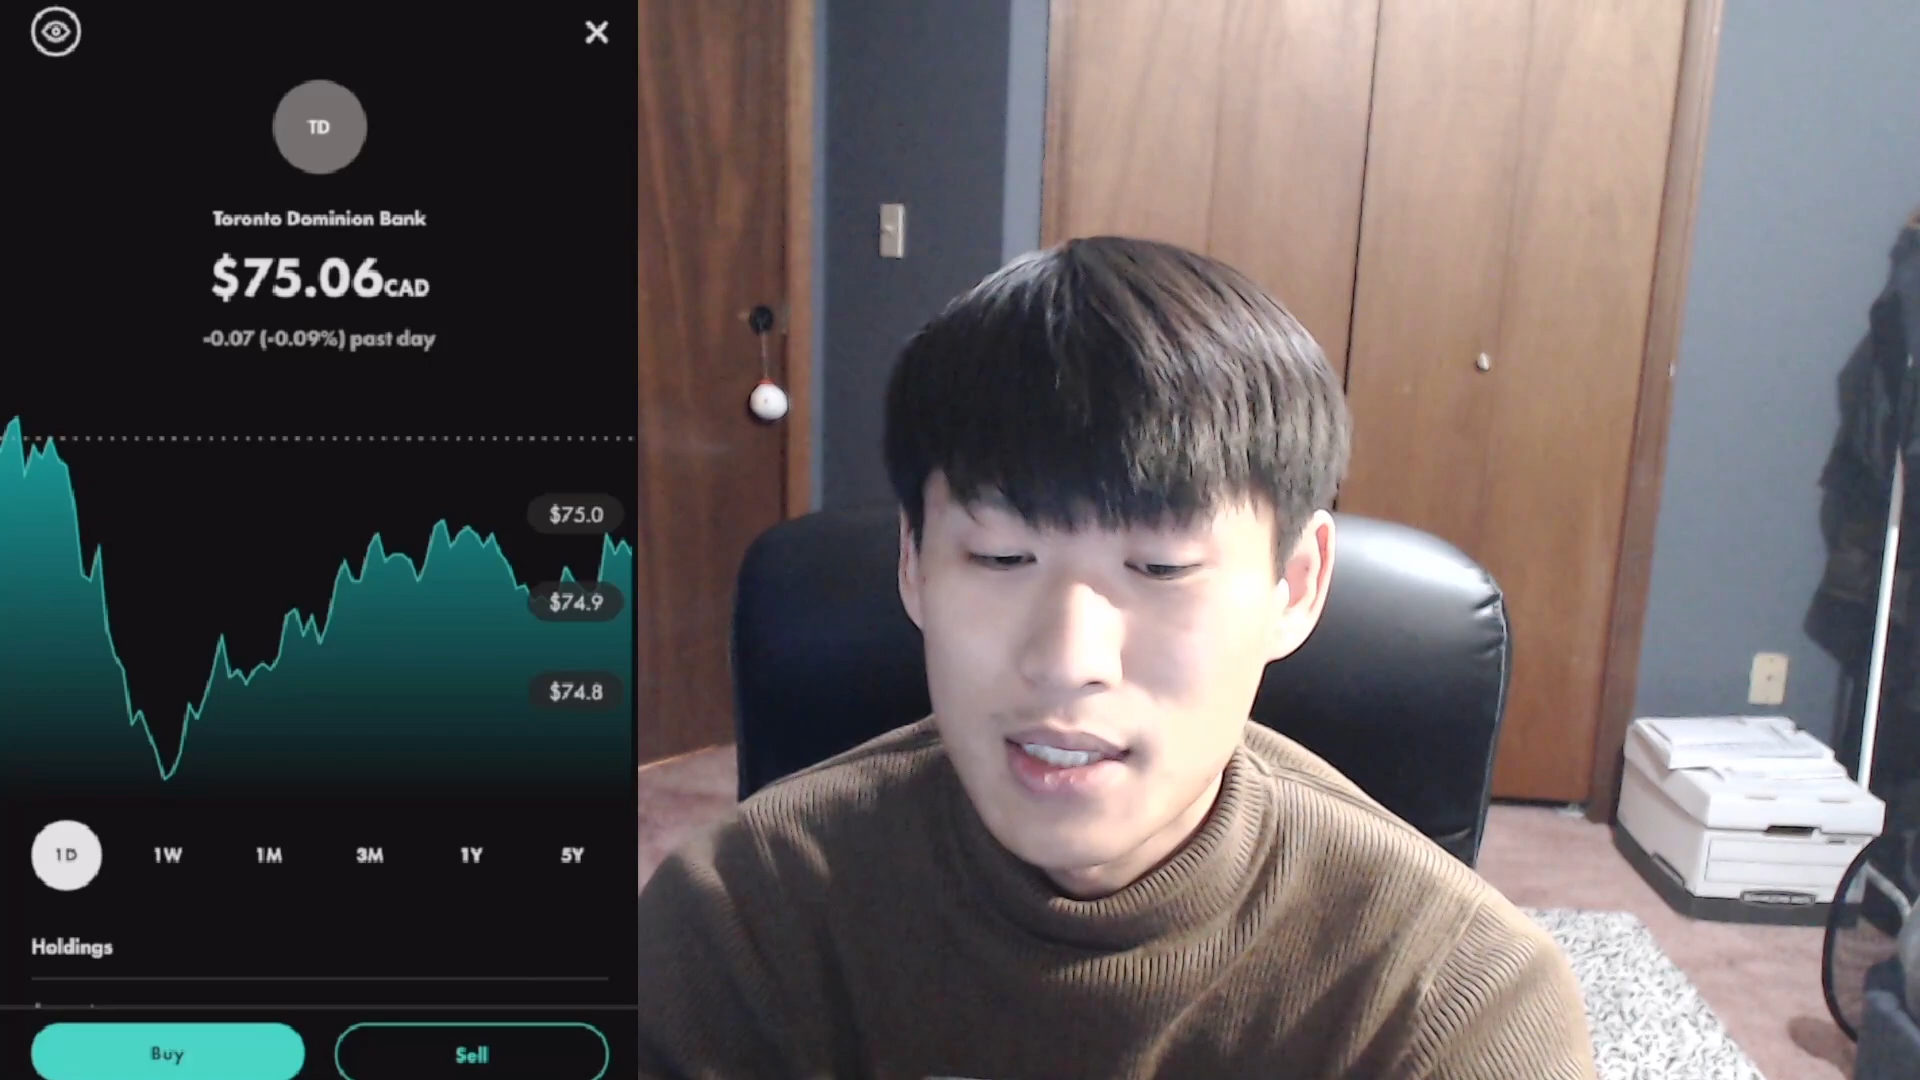 TD
Toronto Dominion Bank
$75.06CAD
-0.07 (-0.09%) past day
$75.0
$74.9
$74.8
1D 1W 1M 3M 1Y 5Y
Holdings
Buy Sell